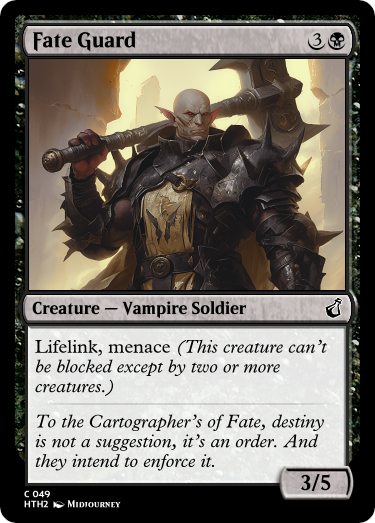 Fate Guard 3
Creature — Vampire Soldier
Lifelink, menace (This creature can't
be blocked except by two or more
creatures.)
To the Cartographer's of Fate, destiny
is not a suggestion, it's an order. And
they intend to enforce it.
3/5
C 049
HTH2 Midjourney